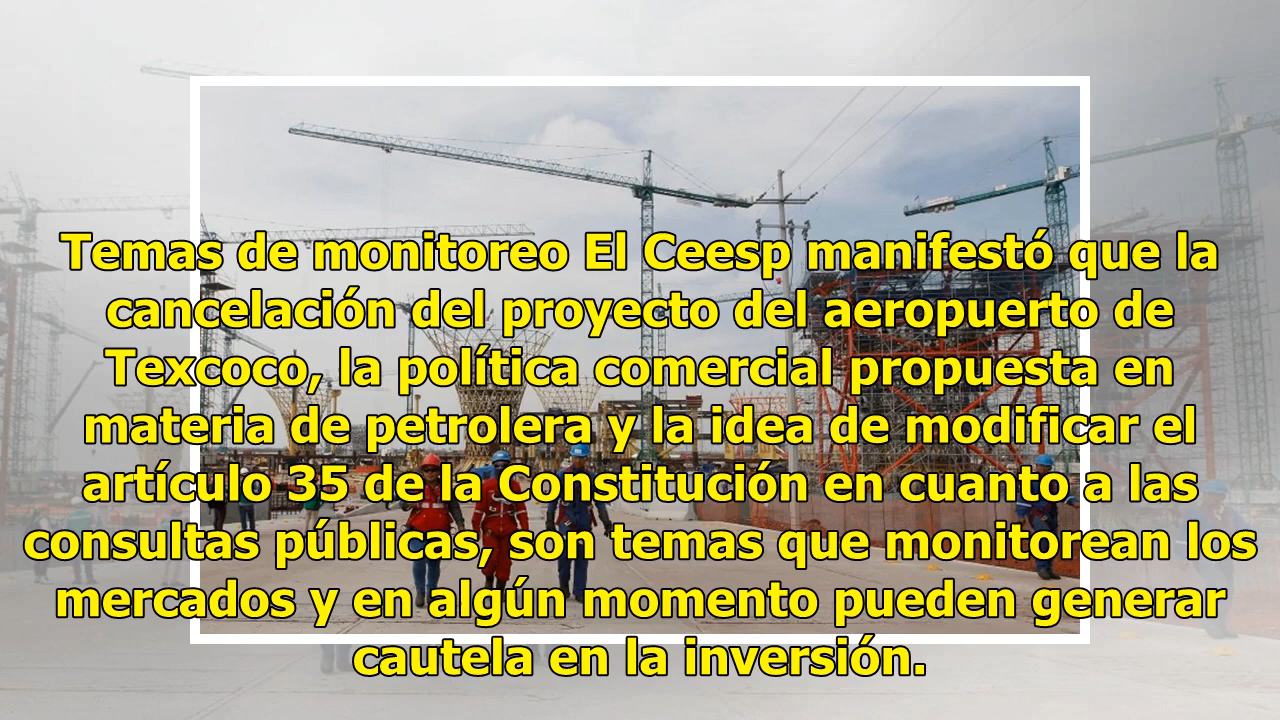 Temas de monitoreo El Ceesp manifestó que la
cancelación del proyecto del aeropuerto de
Texcoco, la política comercial propuesta en
materia de petrolera y la idea de modificar el
artículo 35 de la Constitución en cuanto a las
consultas públicas, son temas que monitorean los
mercados y en algún momento pueden generar
cautela en la inversión.